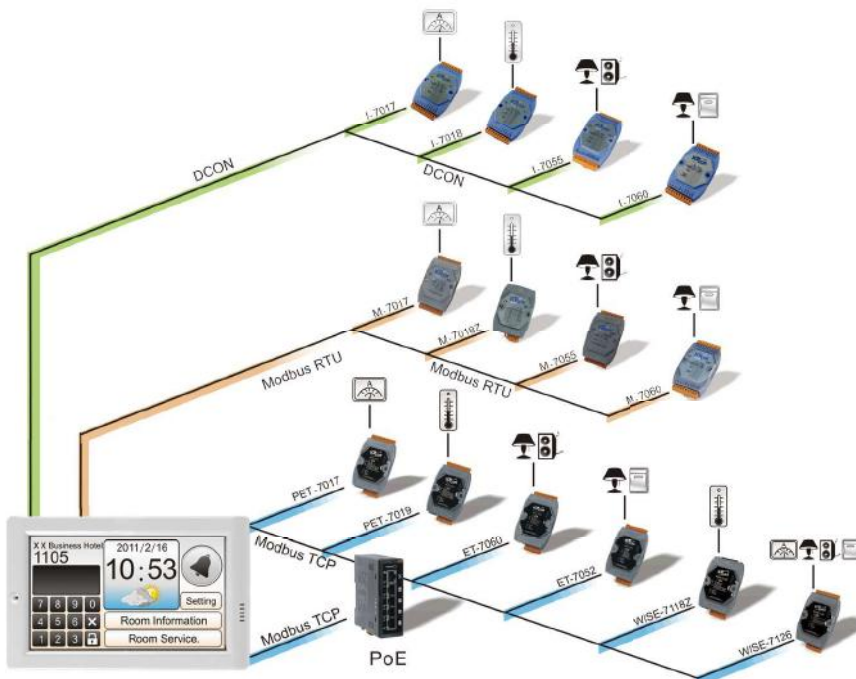 I-7017
I-7018
I-7055
I-7060
DCON
DCON
M-7017
M-7018Z
M-7055
M-7060
Modbus RTU
Modbus RTU
PET-7017
PET-7019
ET-7060
ET-7052
WISE-7118Z
WISE-7126
Modbus TCP
Modbus TCP
PoE
X X Business Hotel
1105
2011/2/16
10:53
7 8 9 0
4 5 6 X
1 2 3
Setting
Room Information
Room Service.
A
A
A
A